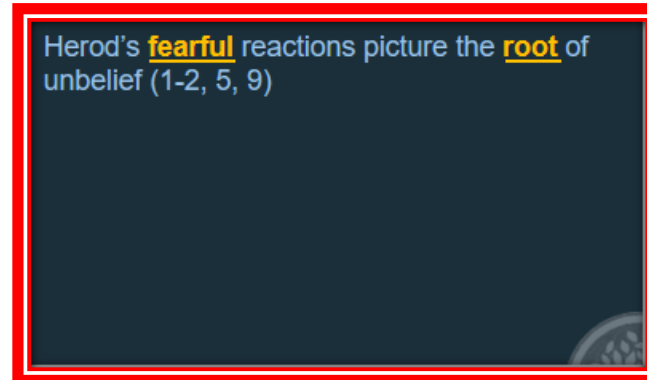 Herod's fearful reactions picture the root of
unbelief (1-2, 5, 9)